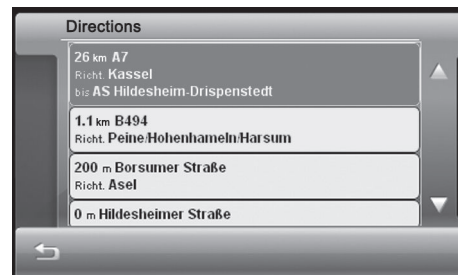 Directions
26 km A7
Richt. Kassel
bis AS Hildesheim-Drispenstedt
1.1 km B494
Richt. Peine/Hohenhameln/Harsum
200 m Borsumer Straße
Richt. Asel
0 m Hildesheimer Straße